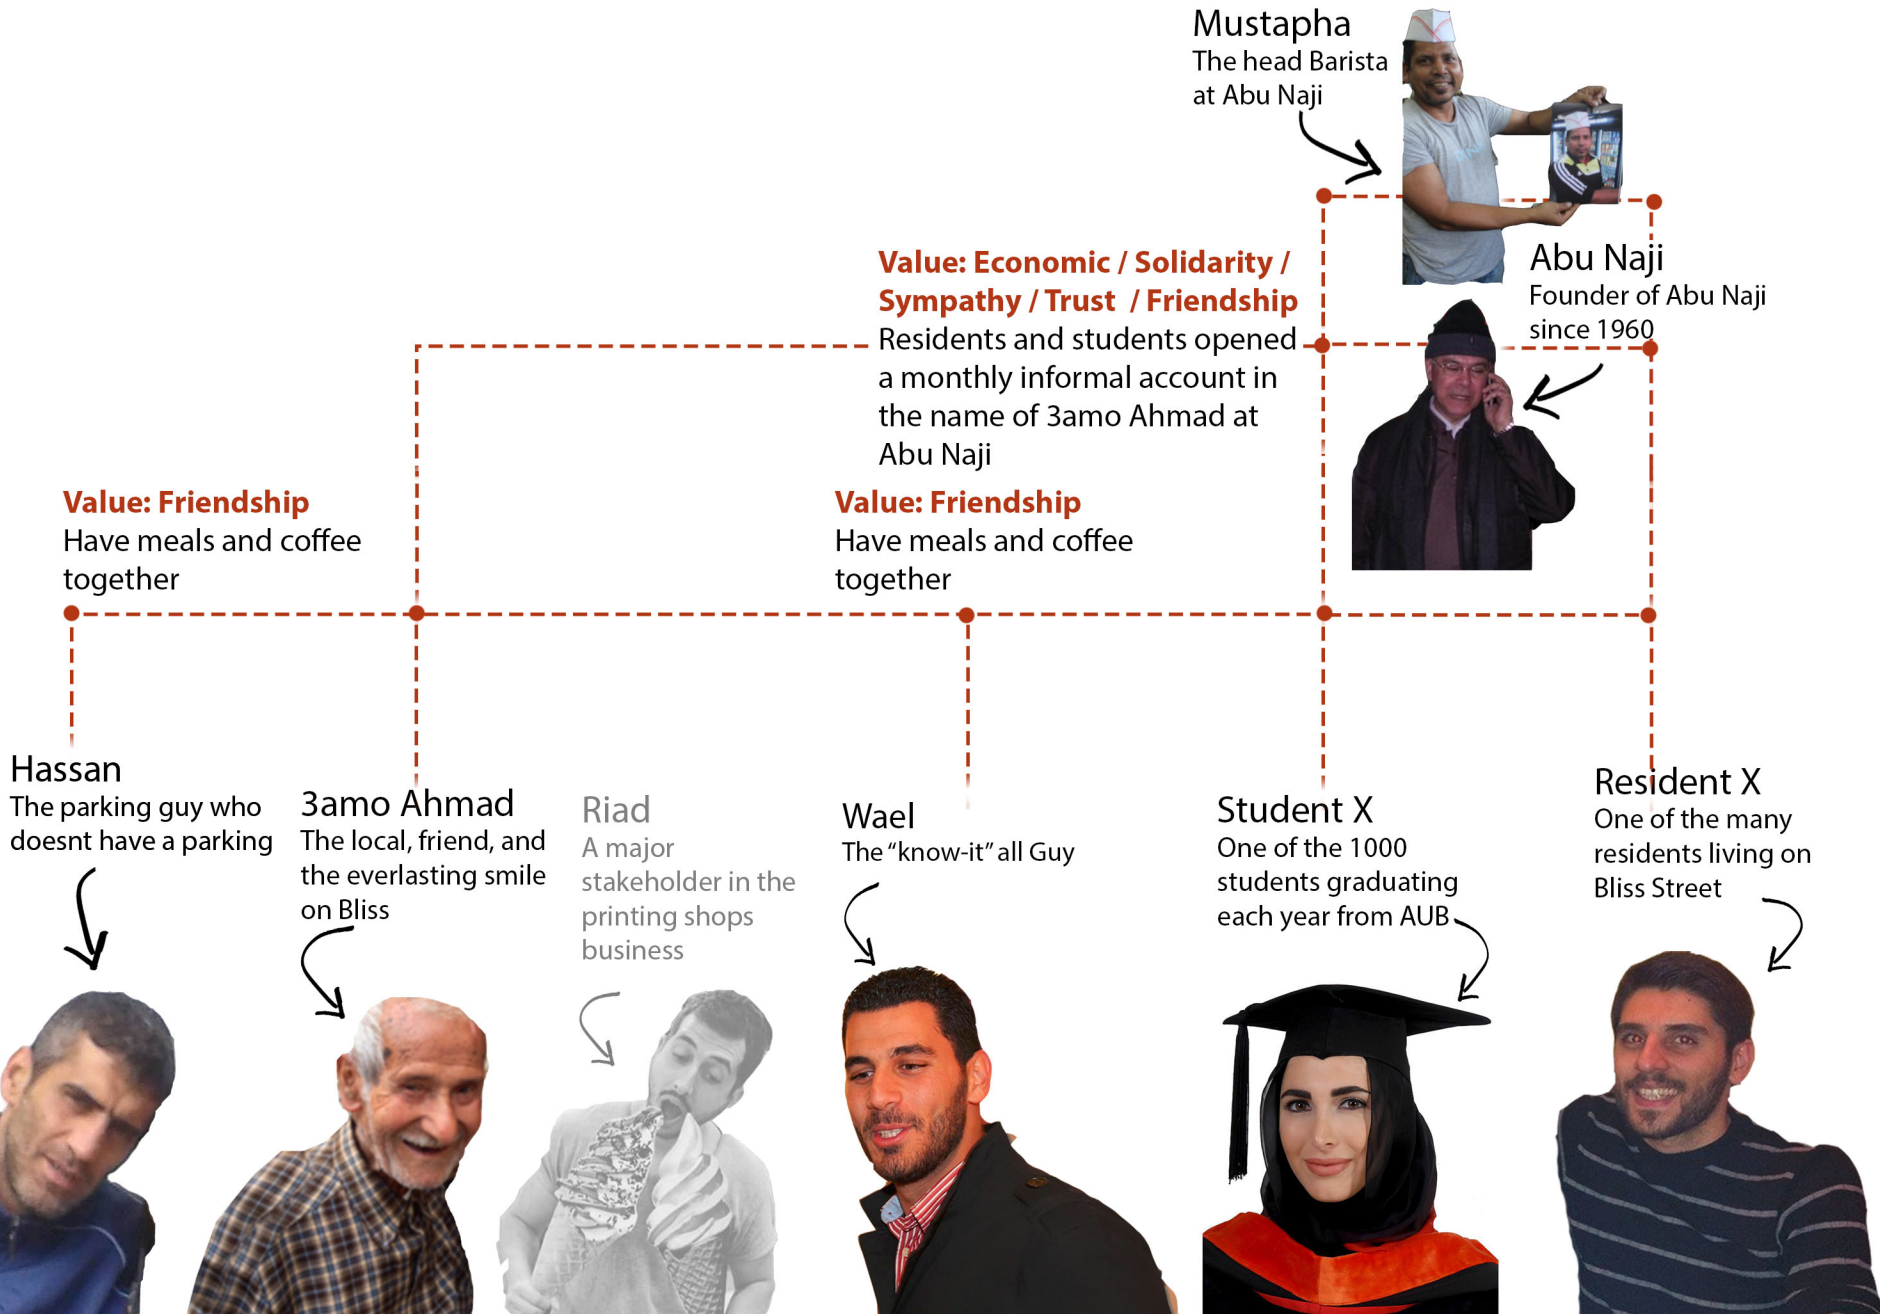 Mustapha
The head Barista
at Abu Naji
Abu Naji
Founder of Abu Naji
since 1960
Value: Economic / Solidarity /
Sympathy / Trust / Friendship
Residents and students opened
a monthly informal account in
the name of 3amo Ahmad at
Abu Naji
Value: Friendship
Have meals and coffee
together
Value: Friendship
Have meals and coffee
together
Hassan
The parking guy who
doesnt have a parking
3amo Ahmad
The local, friend, and
the everlasting smile
on Bliss
Riad
A major
stakeholder in the
printing shops
business
Wael
The “know-it” all Guy
Student X
One of the 1000
students graduating
each year from AUB
Resident X
One of the many
residents living on
Bliss Street